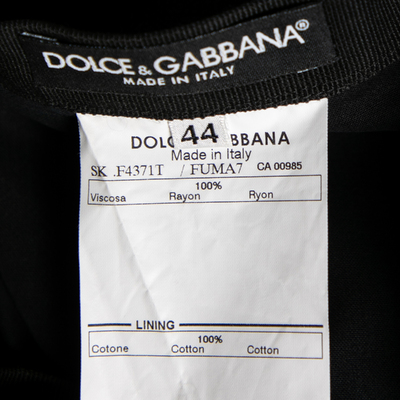 DOLCE & GABBANA
MADE IN ITALY
44
DOLC BBANA
Made in Italy
SK .F4371T / FUMA7 CA 00985
100%
Viscosa Rayon Ryon
LINING
100%
Cotone Cotton Cotton